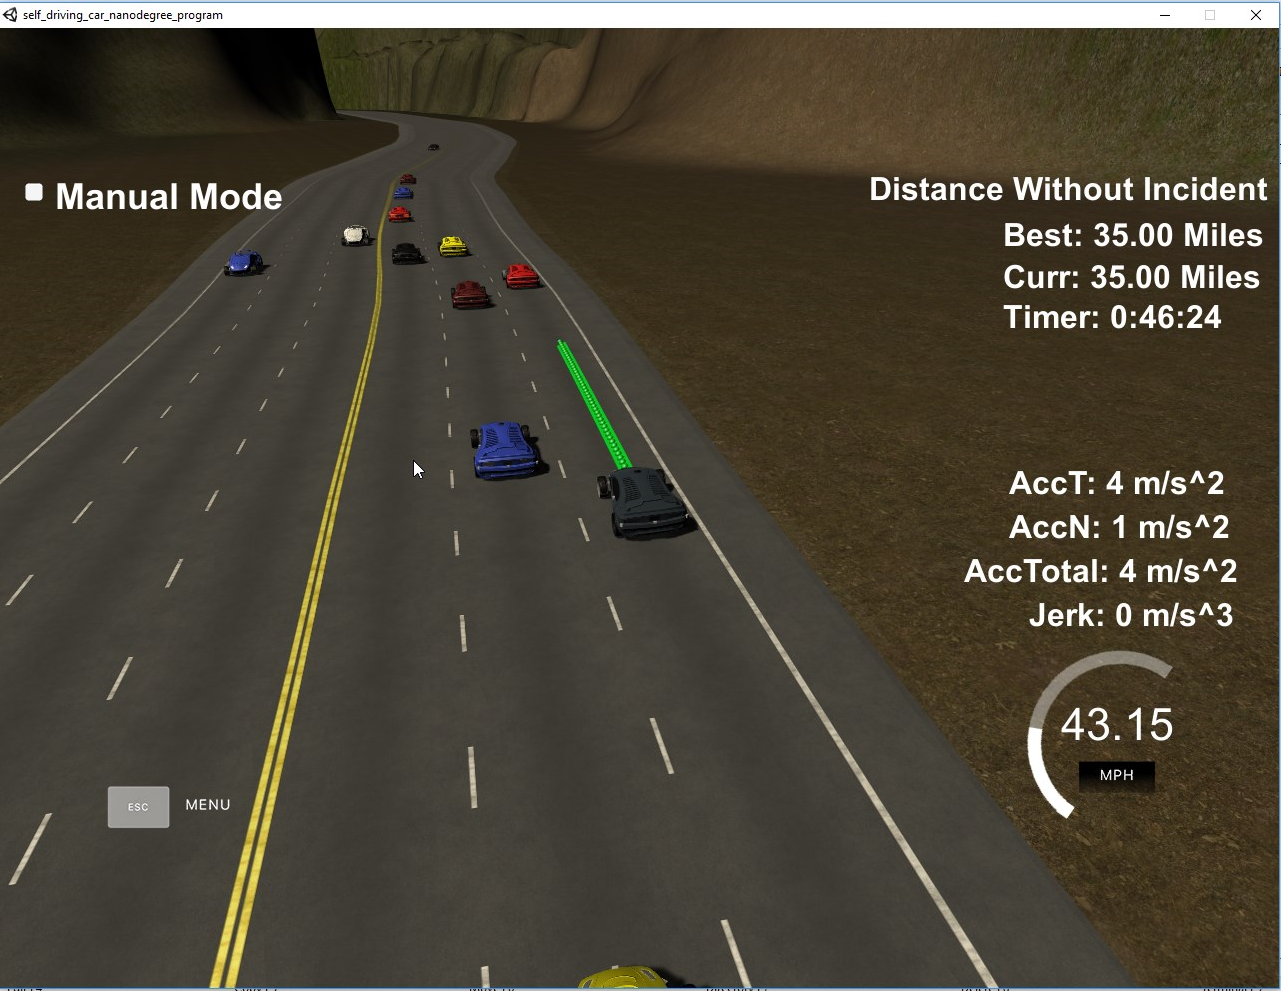 self_driving_car_nanodegree_program
Manual Mode
Distance Without Incident
Best: 35.00 Miles
Curr: 35.00 Miles
Timer: 0:46:24
AccT: 4 m/s^2
AccN: 1 m/s^2
AccTotal: 4 m/s^2
Jerk: 0 m/s^3
43.15
MPH
ESC MENU